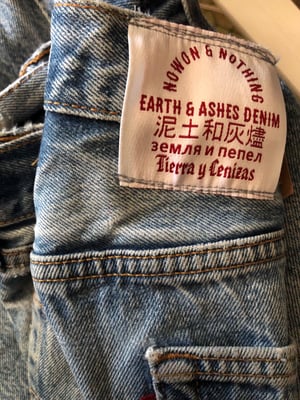 NOWON & NOTHING
EARTH & ASHES DENIM
泥土和灰燼
земля и пепел
Tierra y Cenizas